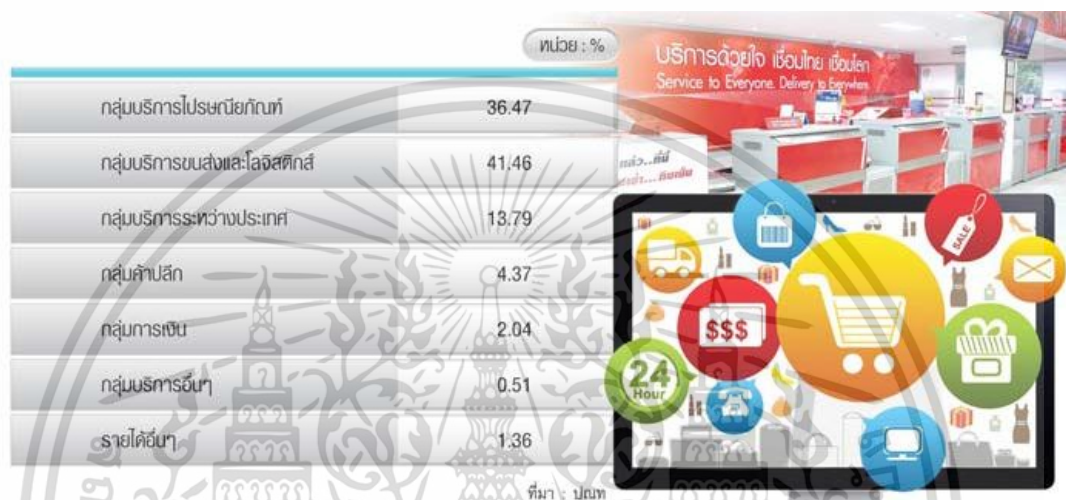 หน่วย : %
กลุ่มบริการไปรษณียภัณฑ์ 36.47
กลุ่มบริการขนส่งและโลจิสติกส์ 41.46
กลุ่มบริการระหว่างประเทศ 13.79
กลุ่มค้าปลีก 4.37
กลุ่มการเงิน 2.04
กลุ่มบริการอื่นๆ 0.51
รายได้อื่นๆ 1.36
ที่มา : ปณท
บริการด้วยใจ เชื่อมไทย เชื่อมโลก
Service to Everyone. Delivery to Everywhere.
SALE
$$$
24
Hour